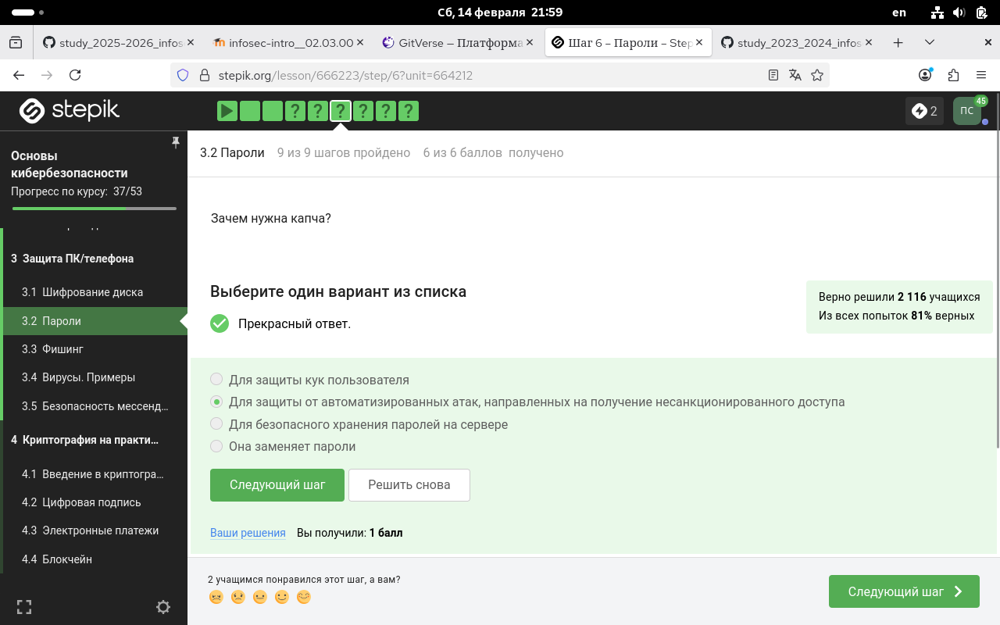 Сб, 14 февраля 21:59
en
study_2025-2026_infos
infosec-intro__02.03.00
GitVerse — Платформа
Шаг 6 – Пароли – Step
study_2023_2024_infos
stepik.org/lesson/666223/step/6?unit=664212
stepik
? ? ? ? ? ?
2
ПС
45
Основы
кибербезопасности
Прогресс по курсу: 37/53
3 Защита ПК/телефона
3.1 Шифрование диска
3.2 Пароли
3.3 Фишинг
3.4 Вирусы. Примеры
3.5 Безопасность мессенд…
4 Криптография на практи…
4.1 Введение в криптогра…
4.2 Цифровая подпись
4.3 Электронные платежи
4.4 Блокчейн
3.2 Пароли 9 из 9 шагов пройдено 6 из 6 баллов получено
Зачем нужна капча?
Выберите один вариант из списка
Прекрасный ответ.
Верно решили 2 116 учащихся
Из всех попыток 81% верных
Для защиты кук пользователя
Для защиты от автоматизированных атак, направленных на получение несанкционированного доступа
Для безопасного хранения паролей на сервере
Она заменяет пароли
Следующий шаг
Решить снова
Ваши решения Вы получили: 1 балл
2 учащимся понравился этот шаг, а вам?
Следующий шаг